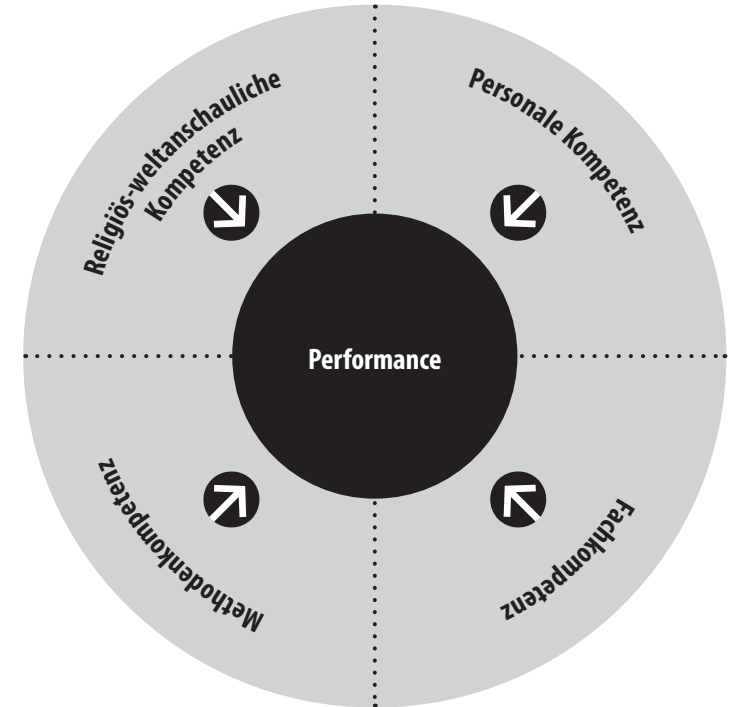 Religiös-weltanschauliche
Kompetenz
Personale Kompetenz
Performance
Methodenkompetenz
Fachkompetenz